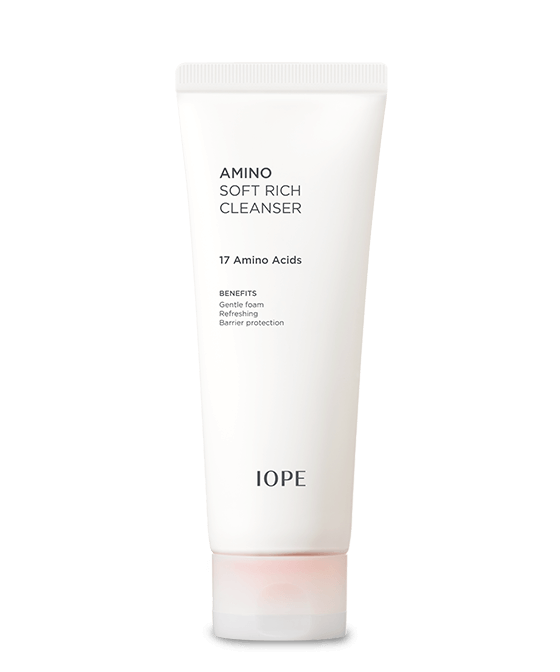 AMINO
SOFT RICH
CLEANSER
17 Amino Acids
BENEFITS
Gentle foam
Refreshing
Barrier protection
IOPE